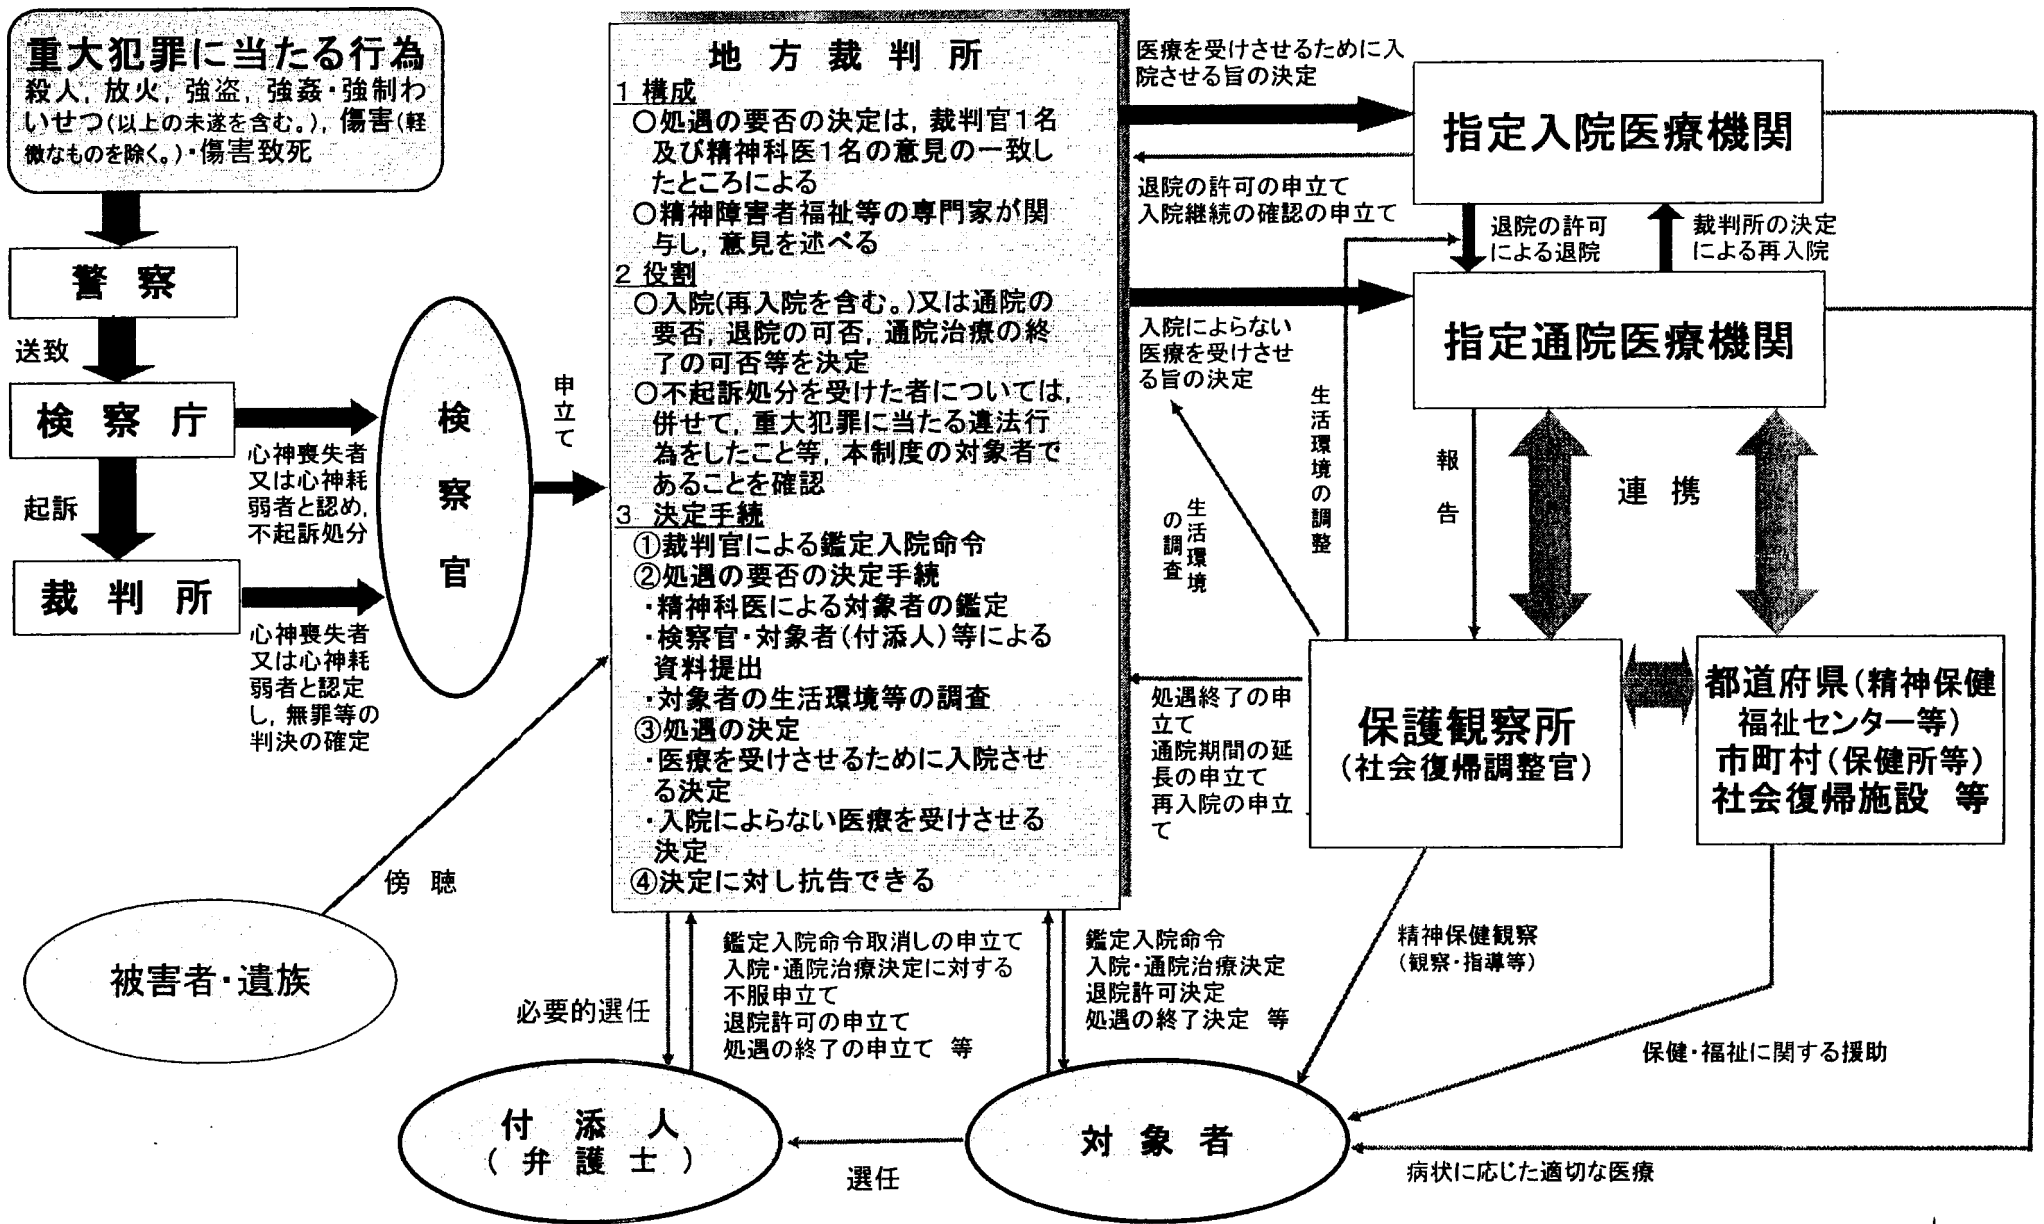 重大犯罪に当たる行為
殺人，放火，強盗，強姦・強制わ
いせつ(以上の未遂を含む。)，傷害(軽
微なものを除く。)・傷害致死
警察
送致
検察庁
起訴
裁判所
心神喪失者
又は心神耗
弱者と認め，
不起訴処分
心神喪失者
又は心神耗
弱者と認定
し，無罪等の
判決の確定
検察官
申立て
被害者・遺族
傍聴
地方裁判所
1 構成
○処遇の要否の決定は，裁判官１名
及び精神科医１名の意見の一致し
たところによる
○精神障害者福祉等の専門家が関
与し，意見を述べる
2 役割
○入院(再入院を含む。)又は通院の
要否，退院の可否，通院治療の終
了の可否等を決定
○不起訴処分を受けた者については，
併せて，重大犯罪に当たる違法行
為をしたこと等，本制度の対象者で
あることを確認
3 決定手続
①裁判官による鑑定入院命令
②処遇の要否の決定手続
・精神科医による対象者の鑑定
・検察官・対象者(付添人)等による
資料提出
・対象者の生活環境等の調査
③処遇の決定
・医療を受けさせるために入院させ
る決定
・入院によらない医療を受けさせる
決定
④決定に対し抗告できる
医療を受けさせるために入
院させる旨の決定
退院の許可の申立て
入院継続の確認の申立て
指定入院医療機関
退院の許可
による退院
裁判所の決定
による再入院
入院によらない
医療を受けさせ
る旨の決定
指定通院医療機関
生活環境の調整
生活環境
の調査
報告
連携
処遇終了の申
立て
通院期間の延
長の申立て
再入院の申立
て
保護観察所
(社会復帰調整官)
都道府県(精神保健
福祉センター等)
市町村(保健所等)
社会復帰施設 等
必要的選任
鑑定入院命令取消しの申立て
入院・通院治療決定に対する
不服申立て
退院許可の申立て
処遇の終了の申立て 等
鑑定入院命令
入院・通院治療決定
退院許可決定
処遇の終了決定 等
精神保健観察
(観察・指導等)
保健・福祉に関する援助
付添人
(弁護士)
選任
対象者
病状に応じた適切な医療